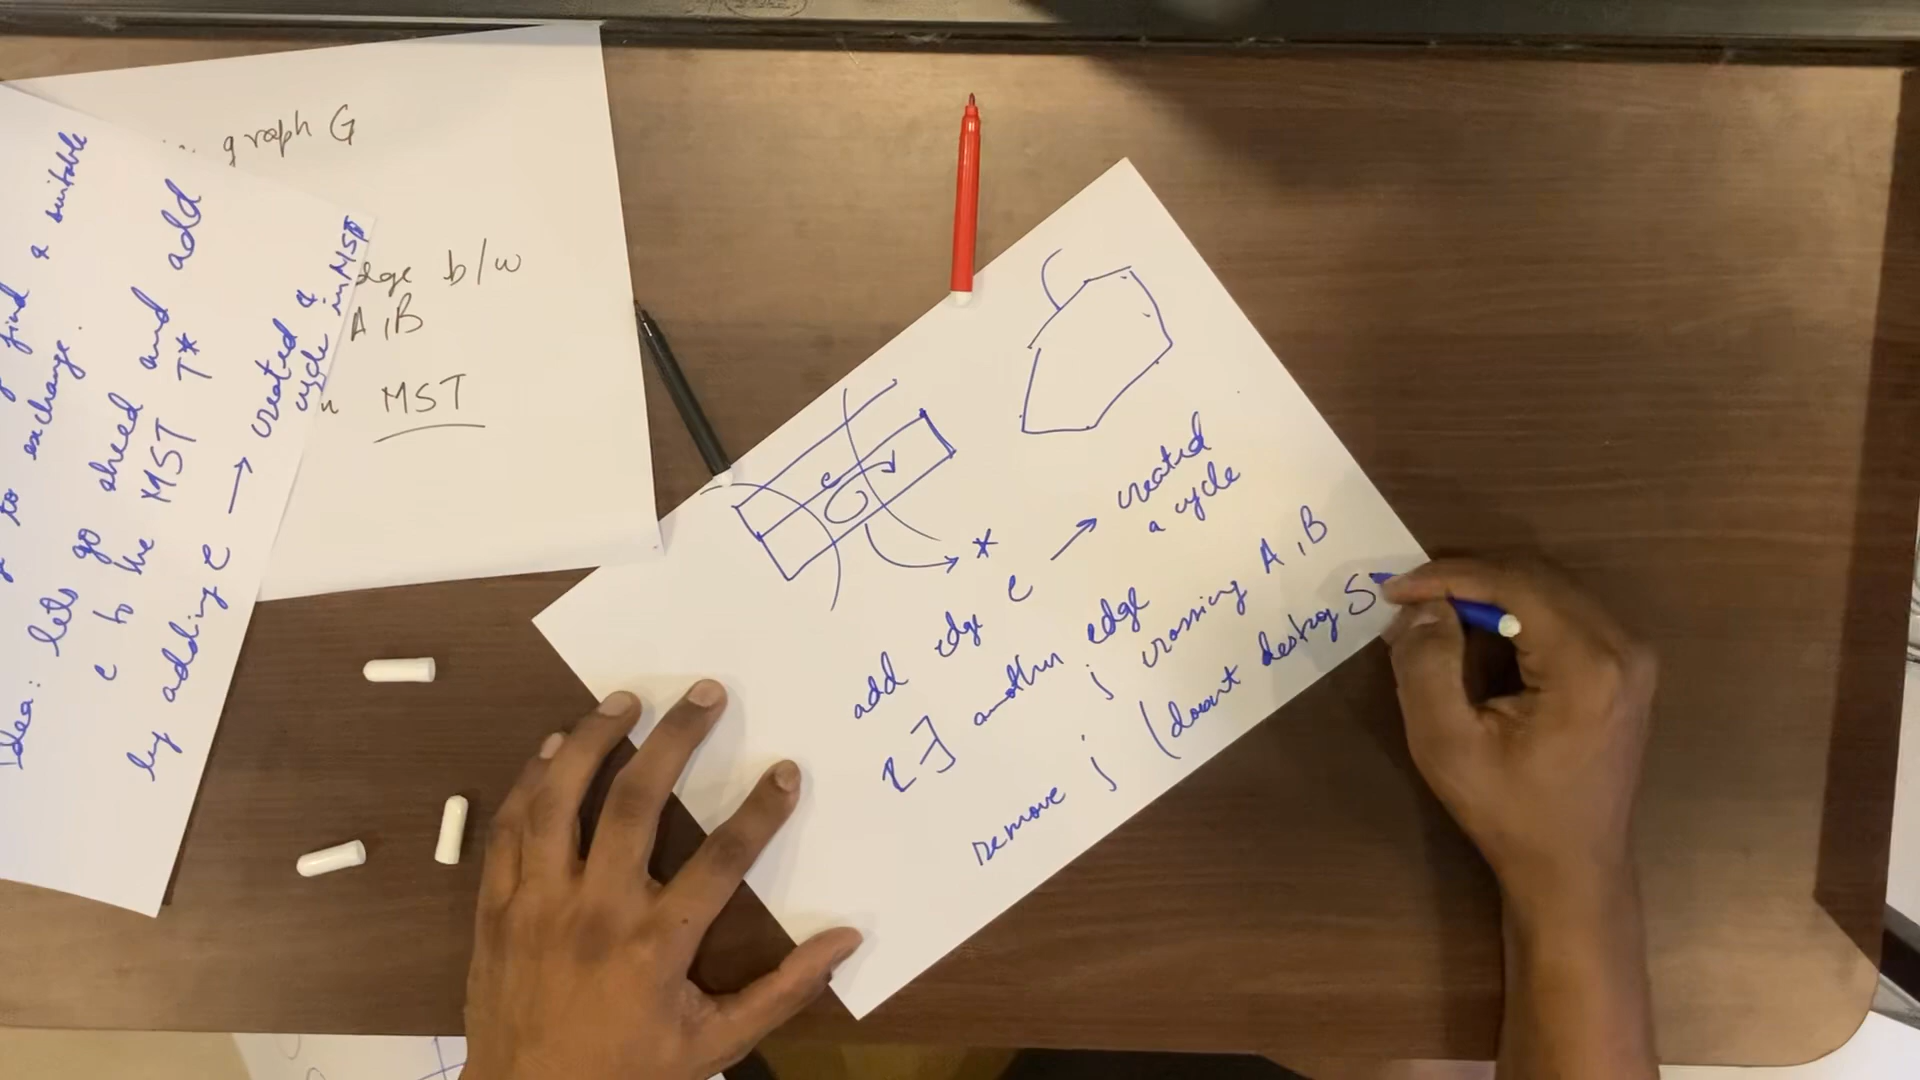 graph G
edge b/w
A, B
MST
find a suitable
to exchange.
Idea: lets go ahead and add
e to the MST T*
by adding e → created a
cycle in MST
e
*
add edge e → created
a cycle
& ∃ another edge
j crossing A, B
remove j (doesnt destroy S